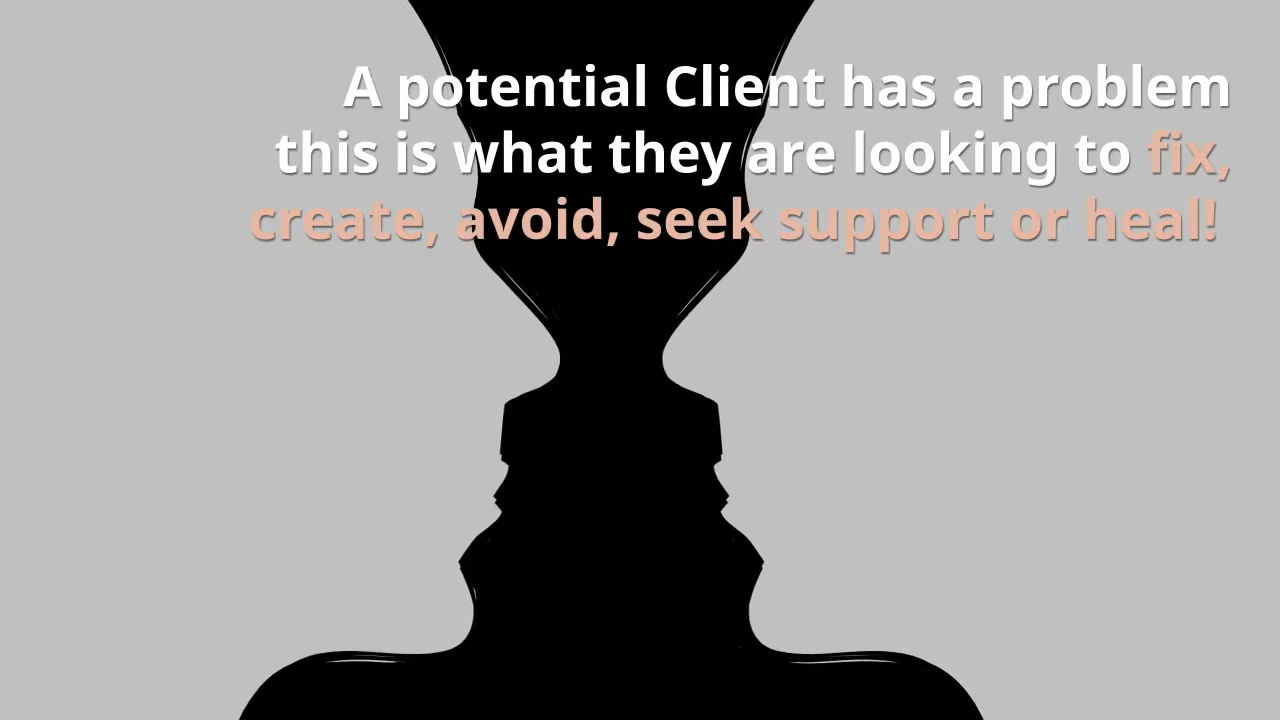 A potential Client has a problem
this is what they are looking to fix,
create, avoid, seek support or heal!